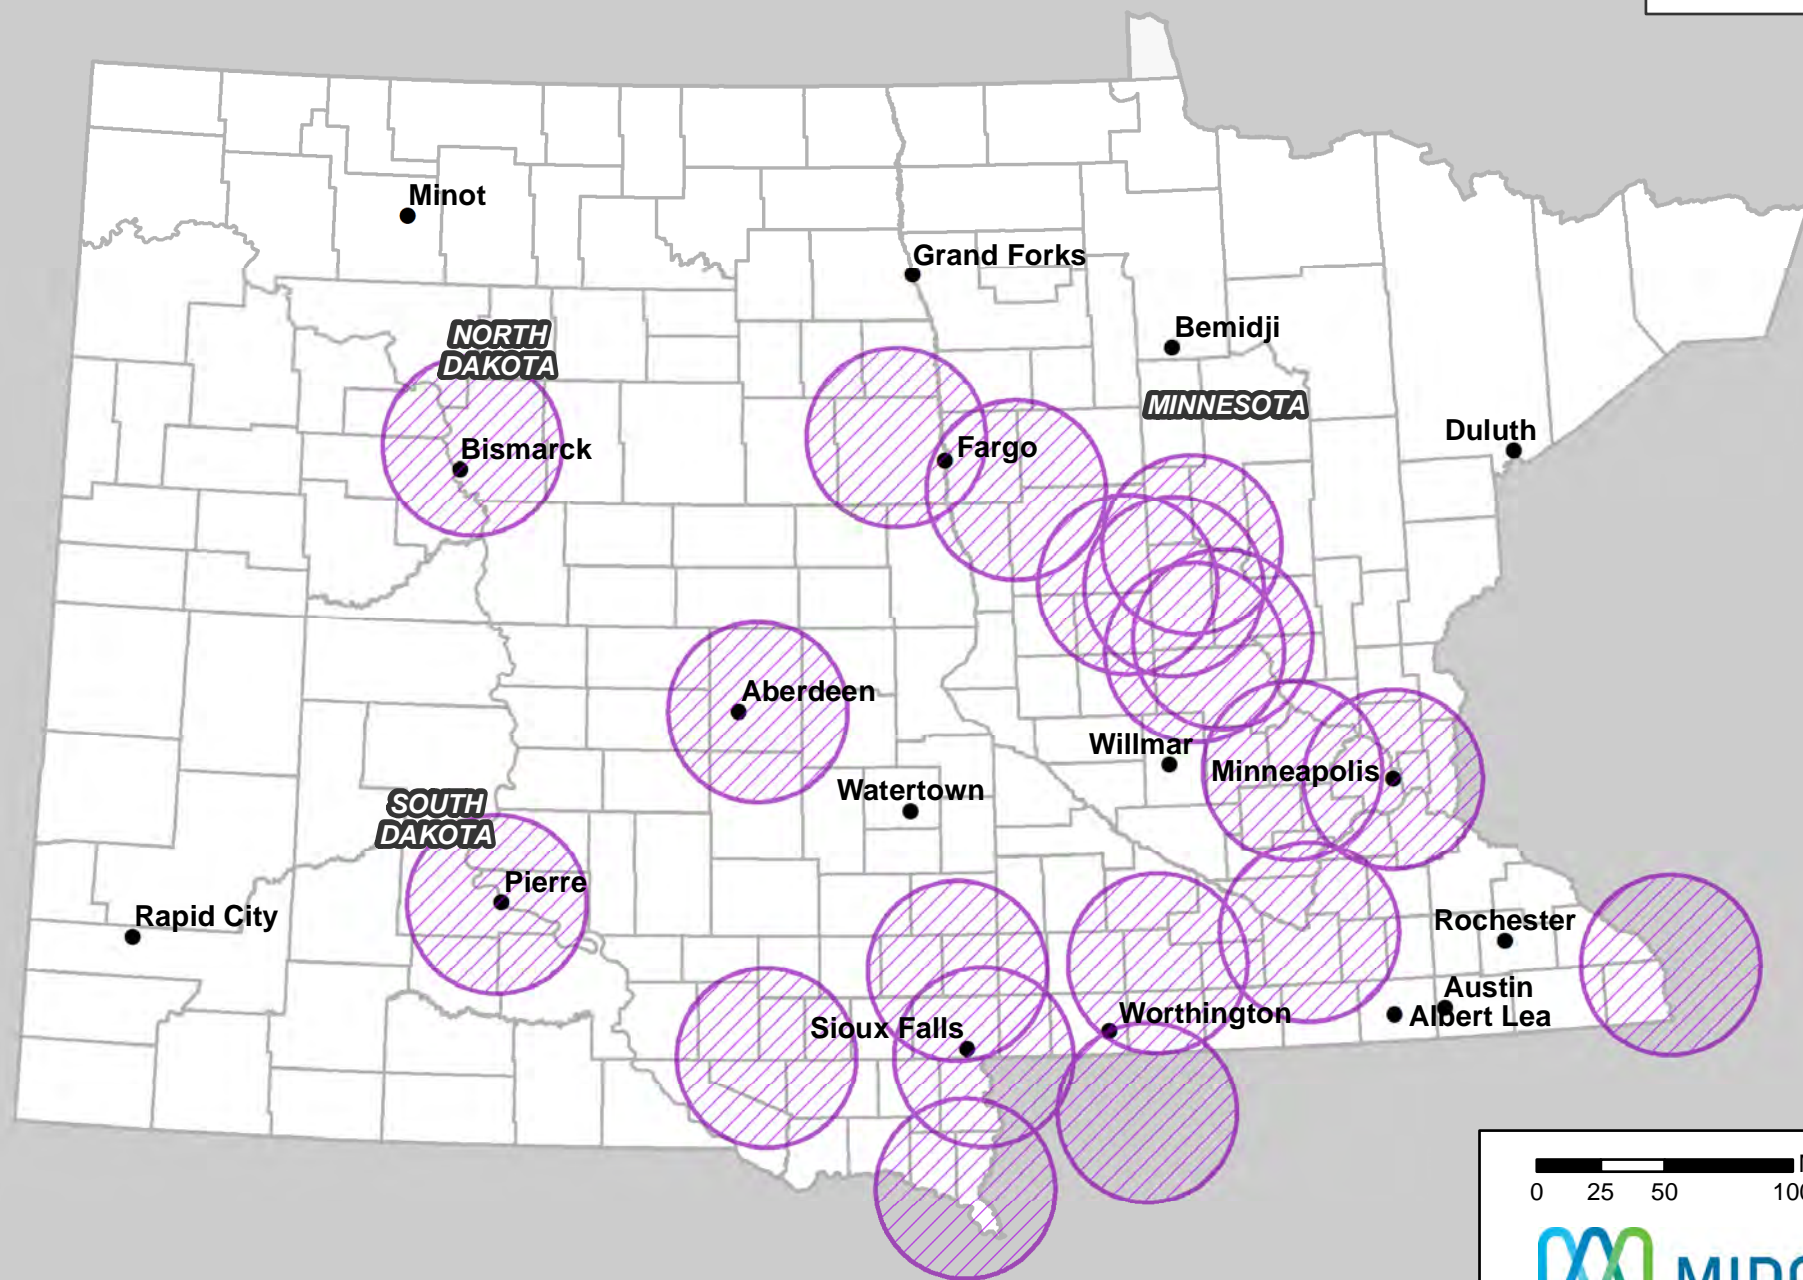 Minot
Grand Forks
NORTH
DAKOTA
Bemidji
MINNESOTA
Duluth
Bismarck
Fargo
Aberdeen
Willmar
Minneapolis
Watertown
SOUTH
DAKOTA
Pierre
Rapid City
Rochester
Austin
Albert Lea
Worthington
Sioux Falls
0 25 50